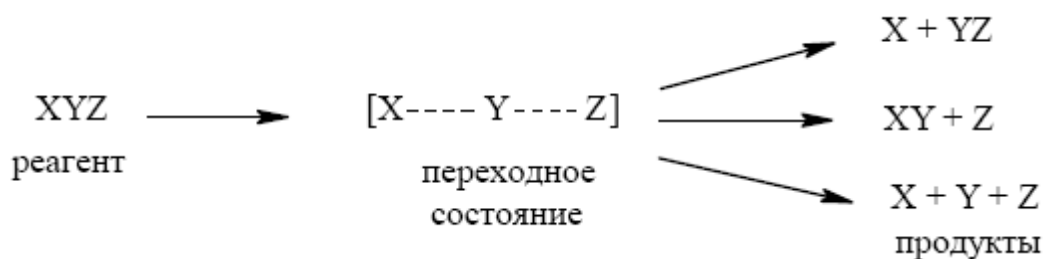 X + YZ
XYZ
[X---- Y---- Z]
XY + Z
реагент
переходное
состояние
X + Y + Z
продукты